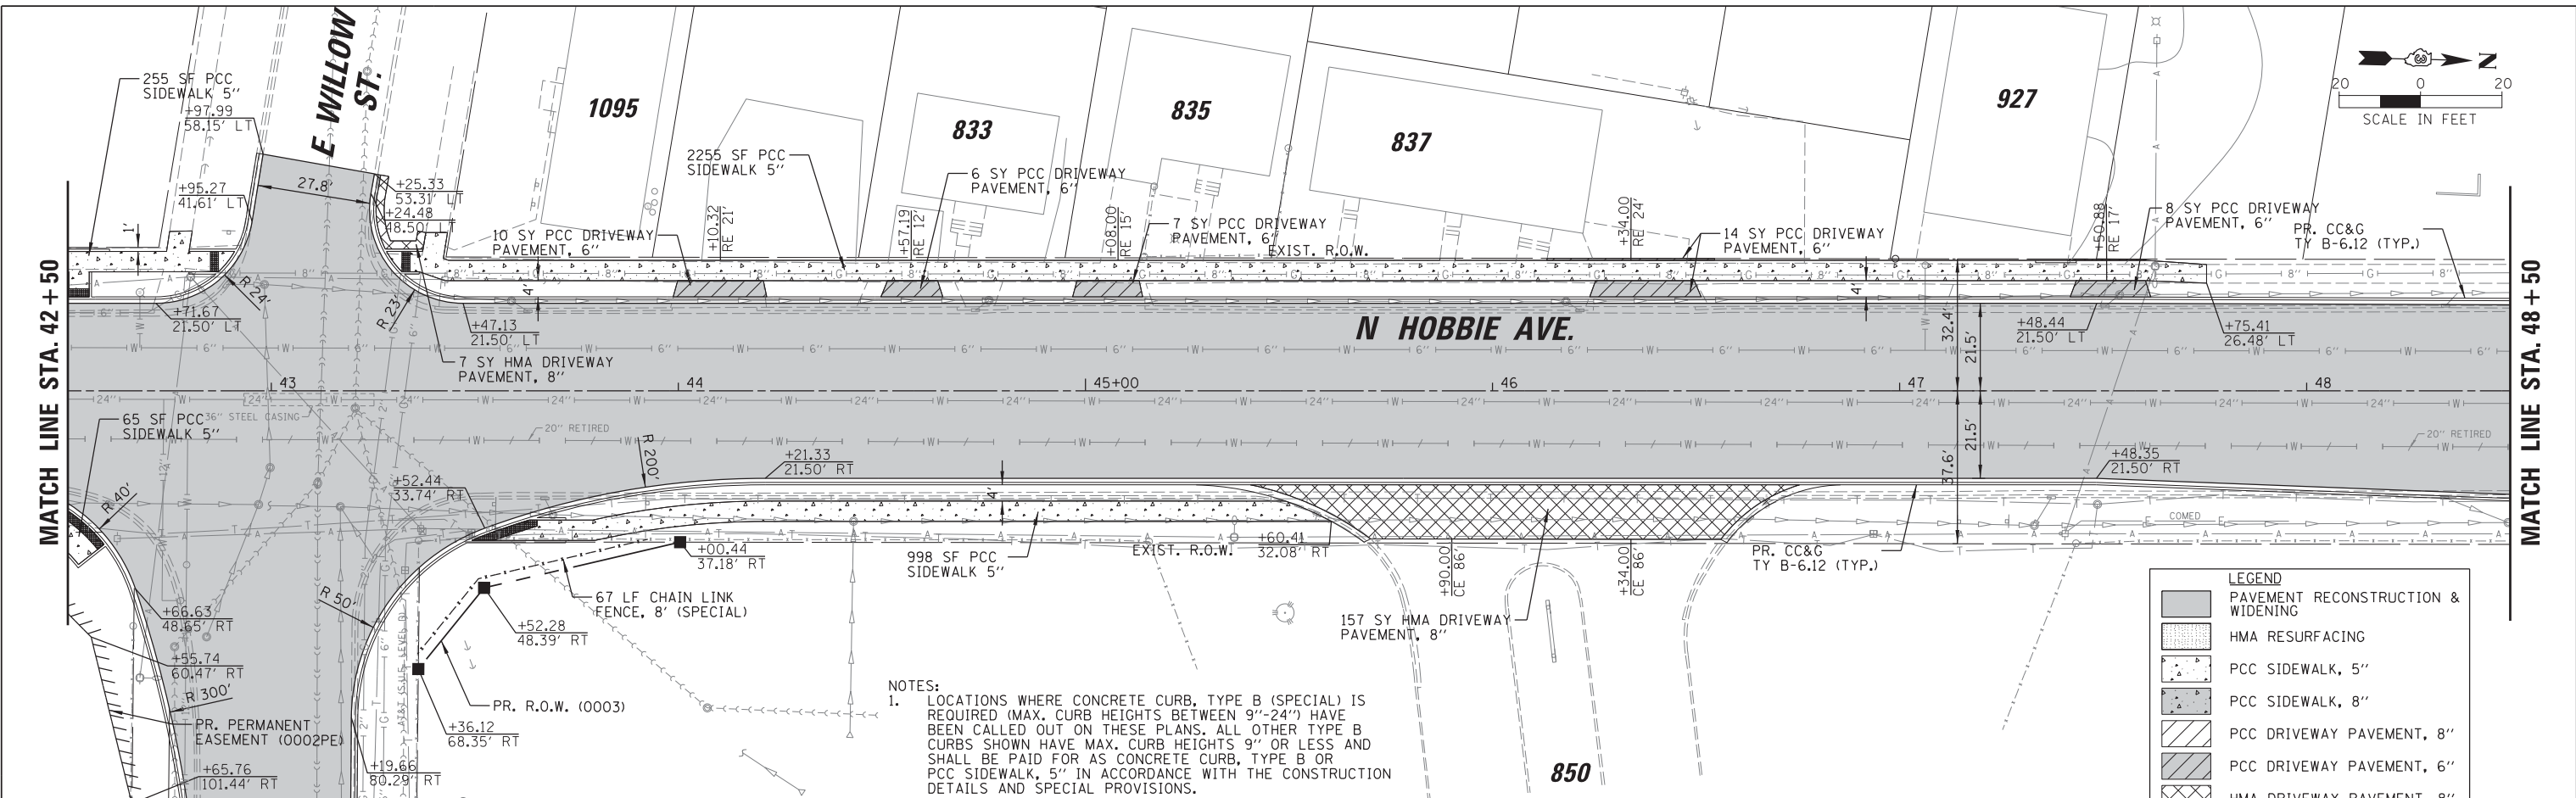 MATCH LINE STA. 42+50
255 SF PCC
SIDEWALK 5"
+97.99
58.15' LT
+95.27
41.61' LT
1'
E WILLOW
ST.
27.8'
+25.33
53.31' LT
+24.48
48.50' LT
R 24'
R 23'
+71.67
21.50' LT
+47.13
21.50' LT
7 SY HMA DRIVEWAY
PAVEMENT, 8"
1095
10 SY PCC DRIVEWAY
PAVEMENT, 6"
+10.32
RE 21'
2255 SF PCC
SIDEWALK 5"
833
6 SY PCC DRIVEWAY
PAVEMENT, 6"
+57.19
RE 12'
835
+08.00
RE 15'
7 SY PCC DRIVEWAY
PAVEMENT, 6"
EXIST. R.O.W.
837
+34.00
RE 24'
14 SY PCC DRIVEWAY
PAVEMENT, 6"
927
+50.88
RE 17'
8 SY PCC DRIVEWAY
PAVEMENT, 6"
PR. CC&G
TY B-6.12 (TYP.)
N
20 0 20
SCALE IN FEET
4'
4'
N HOBBIE AVE.
32.4'
21.5'
+48.44
21.50' LT
+75.41
26.48' LT
43
44
45+00
46
47
48
36" STEEL CASING
20" RETIRED
20" RETIRED
65 SF PCC
SIDEWALK 5"
R 40'
+52.44
33.74' RT
R 200'
+21.33
21.50' RT
4'
37.6'
21.5'
+48.35
21.50' RT
COMED
MATCH LINE STA. 48+50
+00.44
37.18' RT
998 SF PCC
SIDEWALK 5"
EXIST. R.O.W.
+60.41
32.08' RT
+90.00
CE 86'
+34.00
CE 86'
PR. CC&G
TY B-6.12 (TYP.)
67 LF CHAIN LINK
FENCE, 8' (SPECIAL)
157 SY HMA DRIVEWAY
PAVEMENT, 8"
R 50'
+66.63
48.65' RT
+52.28
48.39' RT
+55.74
60.47' RT
R 300'
PR. R.O.W. (0003)
PR. PERMANENT
EASEMENT (0002PE)
+36.12
68.35' RT
+65.76
101.44' RT
+19.66
80.29' RT
NOTES:
1. LOCATIONS WHERE CONCRETE CURB, TYPE B (SPECIAL) IS
REQUIRED (MAX. CURB HEIGHTS BETWEEN 9"-24") HAVE
BEEN CALLED OUT ON THESE PLANS. ALL OTHER TYPE B
CURBS SHOWN HAVE MAX. CURB HEIGHTS 9" OR LESS AND
SHALL BE PAID FOR AS CONCRETE CURB, TYPE B OR
PCC SIDEWALK, 5" IN ACCORDANCE WITH THE CONSTRUCTION
DETAILS AND SPECIAL PROVISIONS.
850
LEGEND
PAVEMENT RECONSTRUCTION &
WIDENING
HMA RESURFACING
PCC SIDEWALK, 5"
PCC SIDEWALK, 8"
PCC DRIVEWAY PAVEMENT, 8"
PCC DRIVEWAY PAVEMENT, 6"
HMA DRIVEWAY PAVEMENT, 8"